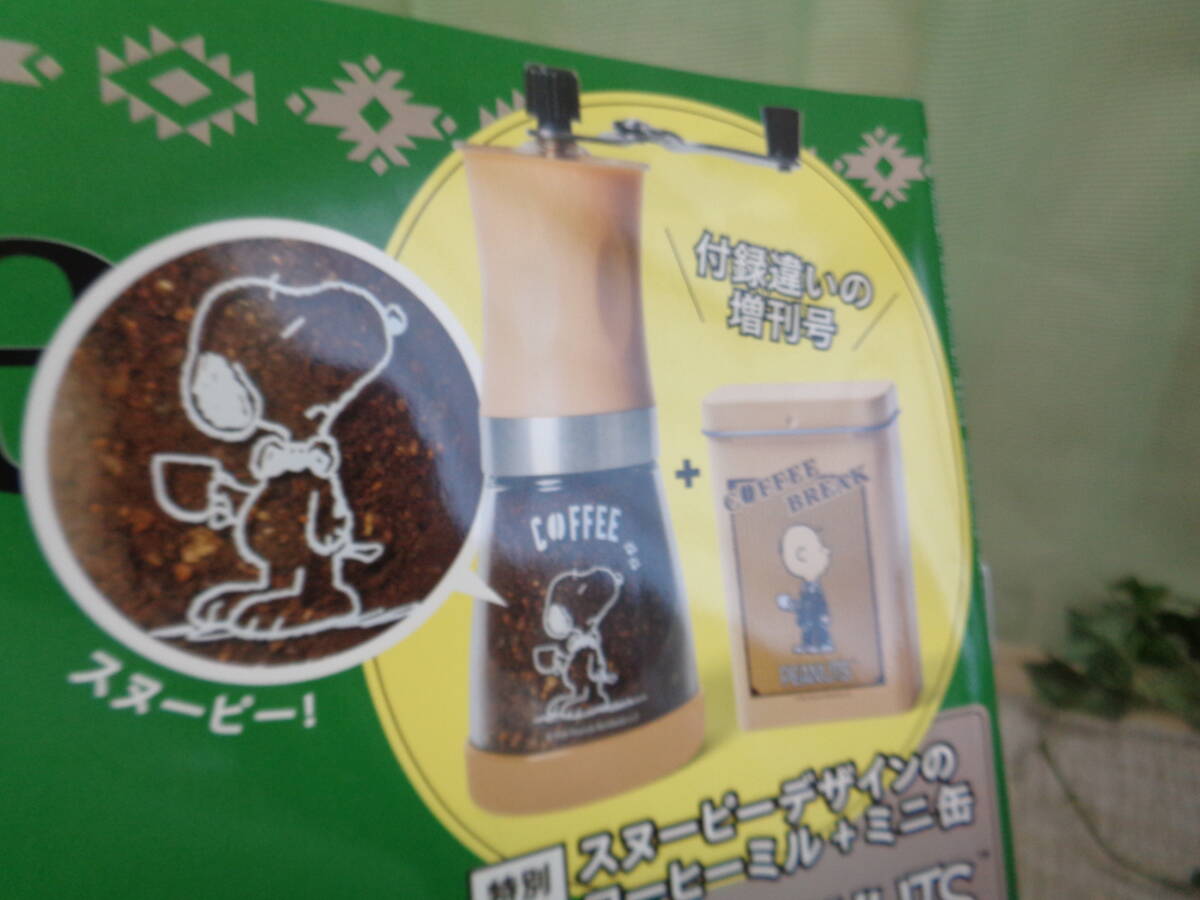 付録違いの
増刊号
COFFEE
COFFEE
BREAK
PEANUTS
スヌーピー!
特別
スヌーピーデザインの
コーヒーミル+ミニ缶